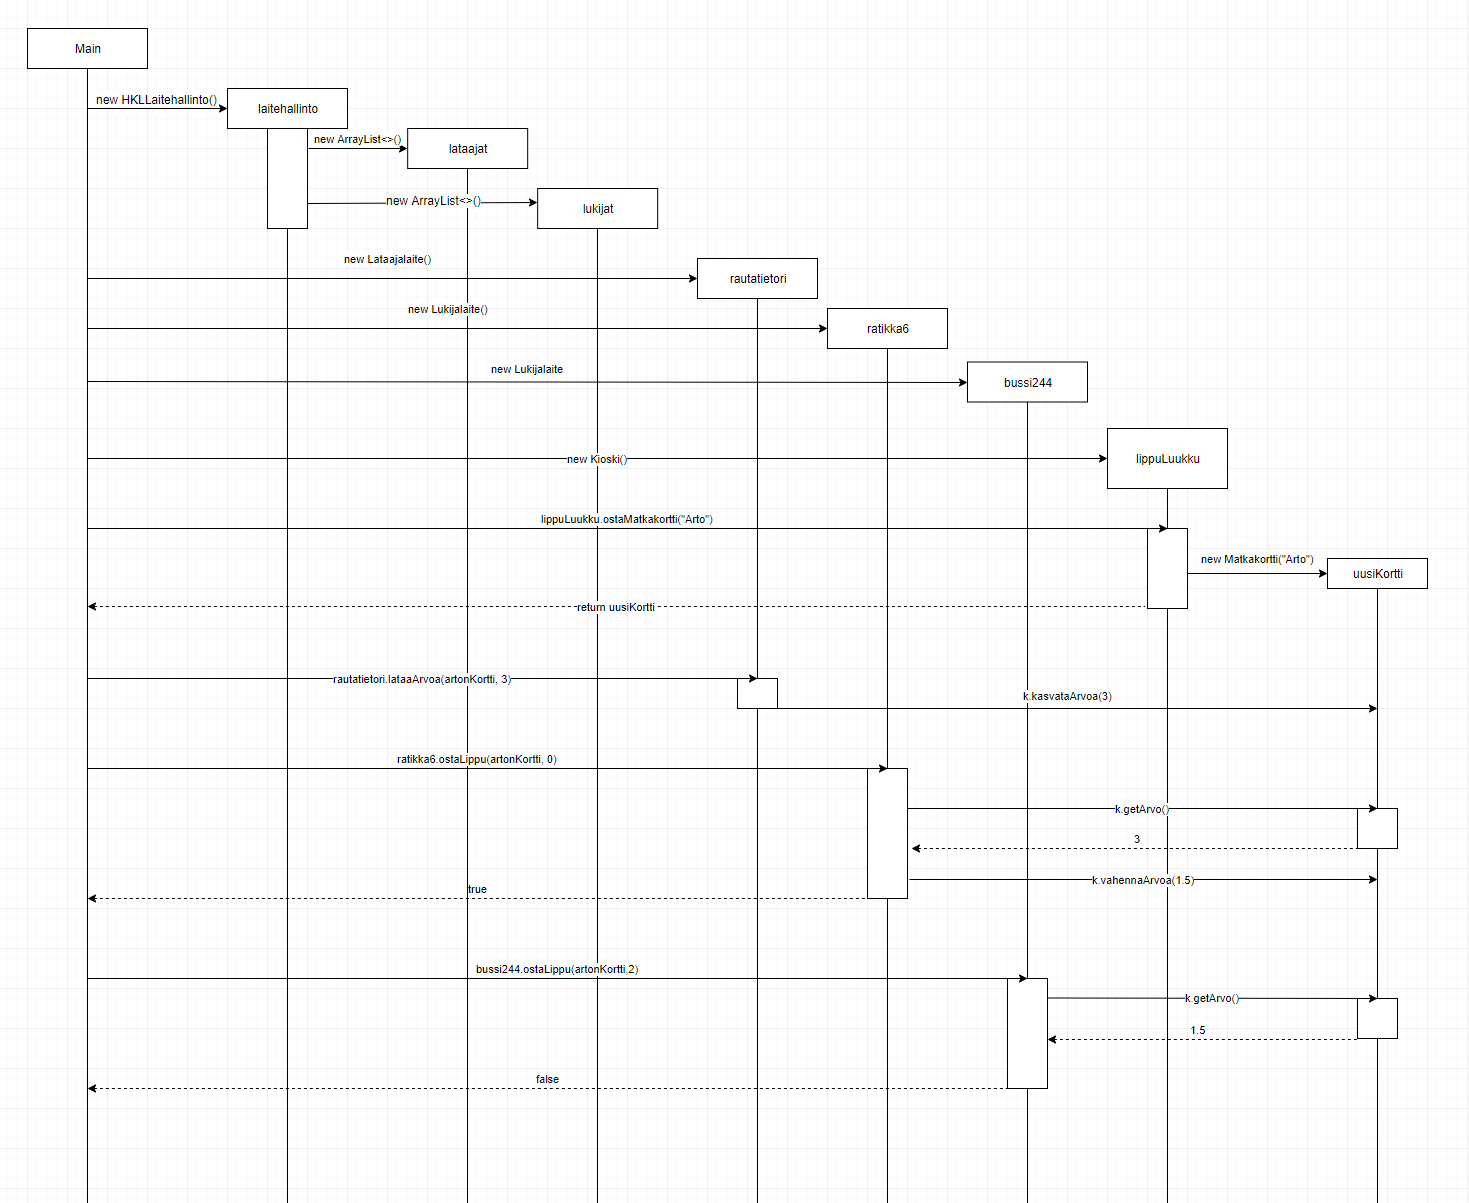 Main
new HKLLaitehallinto()
laitehallinto
new ArrayList<>()
lataajat
new ArrayList<>()
lukijat
new Lataajalaite()
rautatietori
new Lukijalaite()
ratikka6
new Lukijalaite
bussi244
new Kioski()
lippuLuukku
lippuLuukku.ostaMatkakortti("Arto")
new Matkakortti("Arto")
uusiKortti
return uusiKortti
rautatietori.lataaArvoa(artonKortti, 3)
k.kasvataArvoa(3)
ratikka6.ostaLippu(artonKortti, 0)
k.getArvo()
3
k.vahennaArvoa(1.5)
true
bussi244.ostaLippu(artonKortti,2)
k.getArvo()
1.5
false